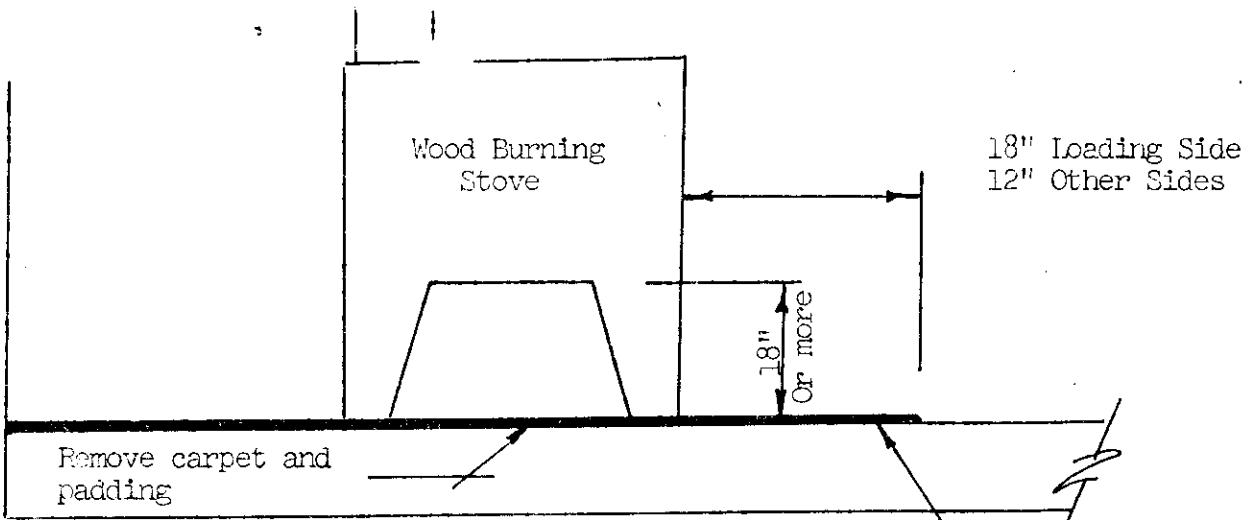 Wood Burning
Stove
18" Loading Side
12" Other Sides
18"
Or more
Remove carpet and
padding